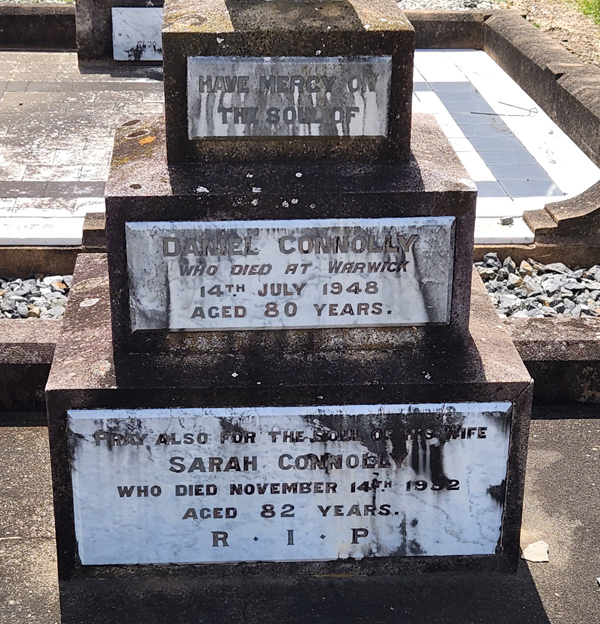 HAVE MERCY ON
THE SOUL OF
DANIEL CONNOLLY
WHO DIED AT WARWICK
14TH JULY 1948
AGED 80 YEARS.
PRAY ALSO FOR THE SOUL OF HIS WIFE
SARAH CONNOLLY
WHO DIED NOVEMBER 14TH 1952
AGED 82 YEARS.
R · I · P